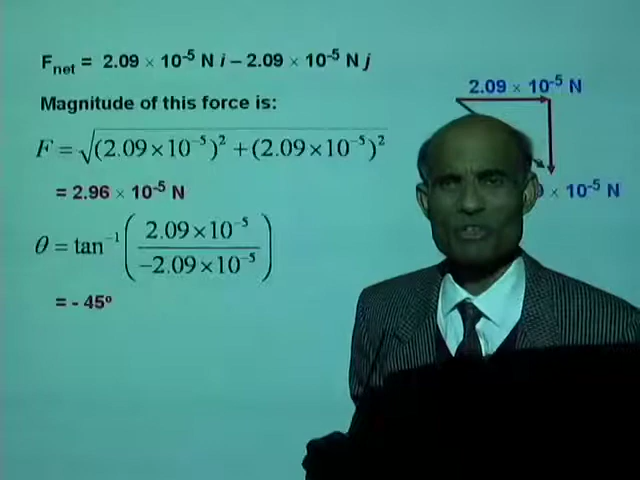 F_net = 2.09 × 10^-5 N i – 2.09 × 10^-5 N j
2.09 × 10^-5 N
Magnitude of this force is:
F = √((2.09×10^-5)^2 + (2.09×10^-5)^2)
= 2.96 × 10^-5 N
× 10^-5 N
θ = tan^-1 (2.09×10^-5 / -2.09×10^-5)
= - 45º